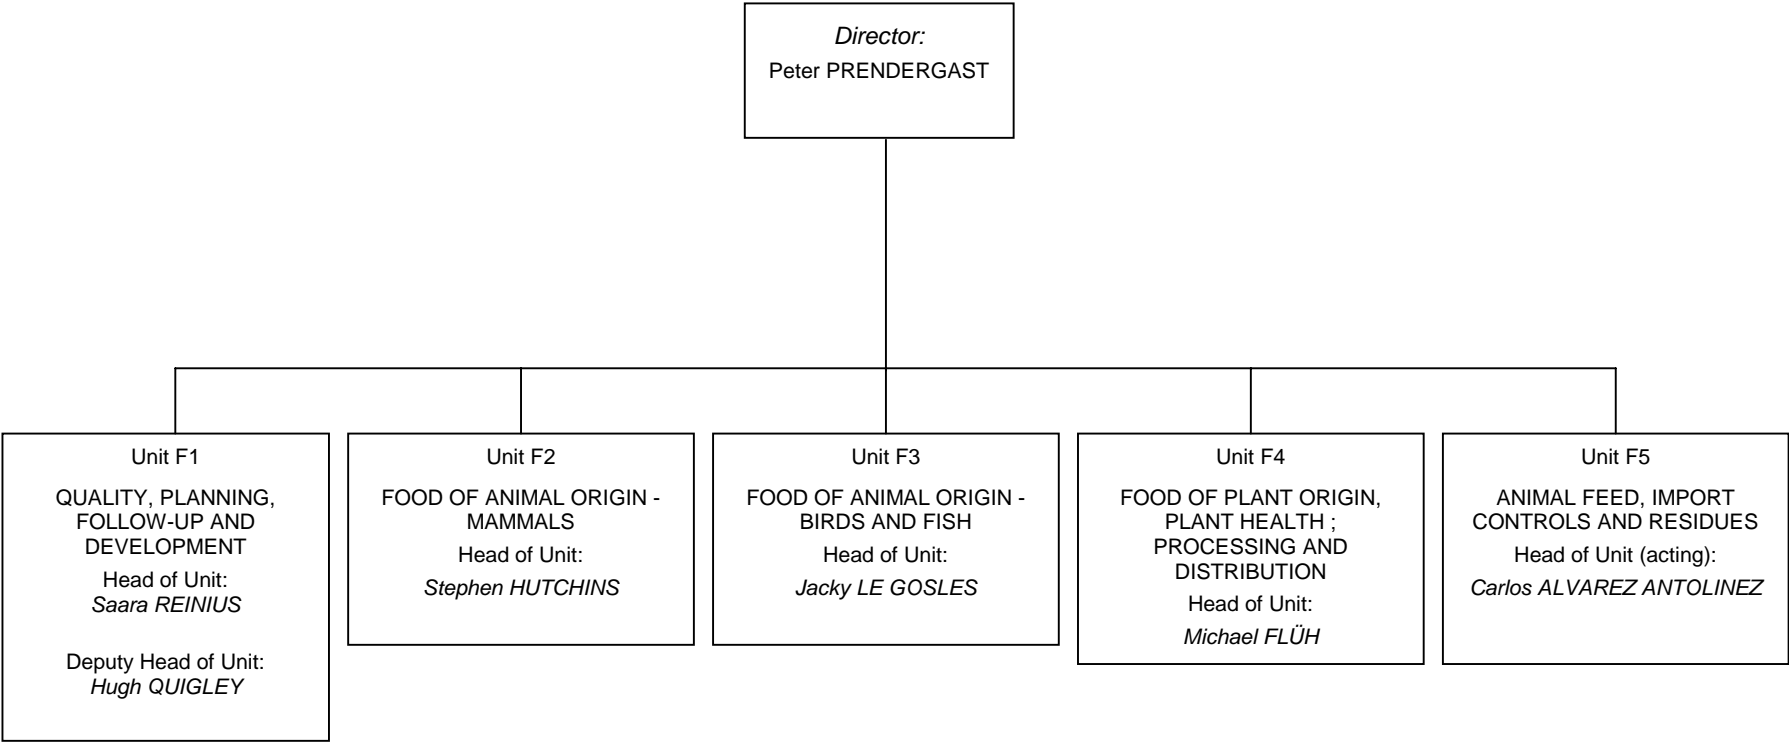 Director:
Peter PRENDERGAST
Unit F1
QUALITY, PLANNING,
FOLLOW-UP AND
DEVELOPMENT
Head of Unit:
Saara REINIUS
Deputy Head of Unit:
Hugh QUIGLEY
Unit F2
FOOD OF ANIMAL ORIGIN -
MAMMALS
Head of Unit:
Stephen HUTCHINS
Unit F3
FOOD OF ANIMAL ORIGIN -
BIRDS AND FISH
Head of Unit:
Jacky LE GOSLES
Unit F4
FOOD OF PLANT ORIGIN,
PLANT HEALTH ;
PROCESSING AND
DISTRIBUTION
Head of Unit:
Michael FLÜH
Unit F5
ANIMAL FEED, IMPORT
CONTROLS AND RESIDUES
Head of Unit (acting):
Carlos ALVAREZ ANTOLINEZ